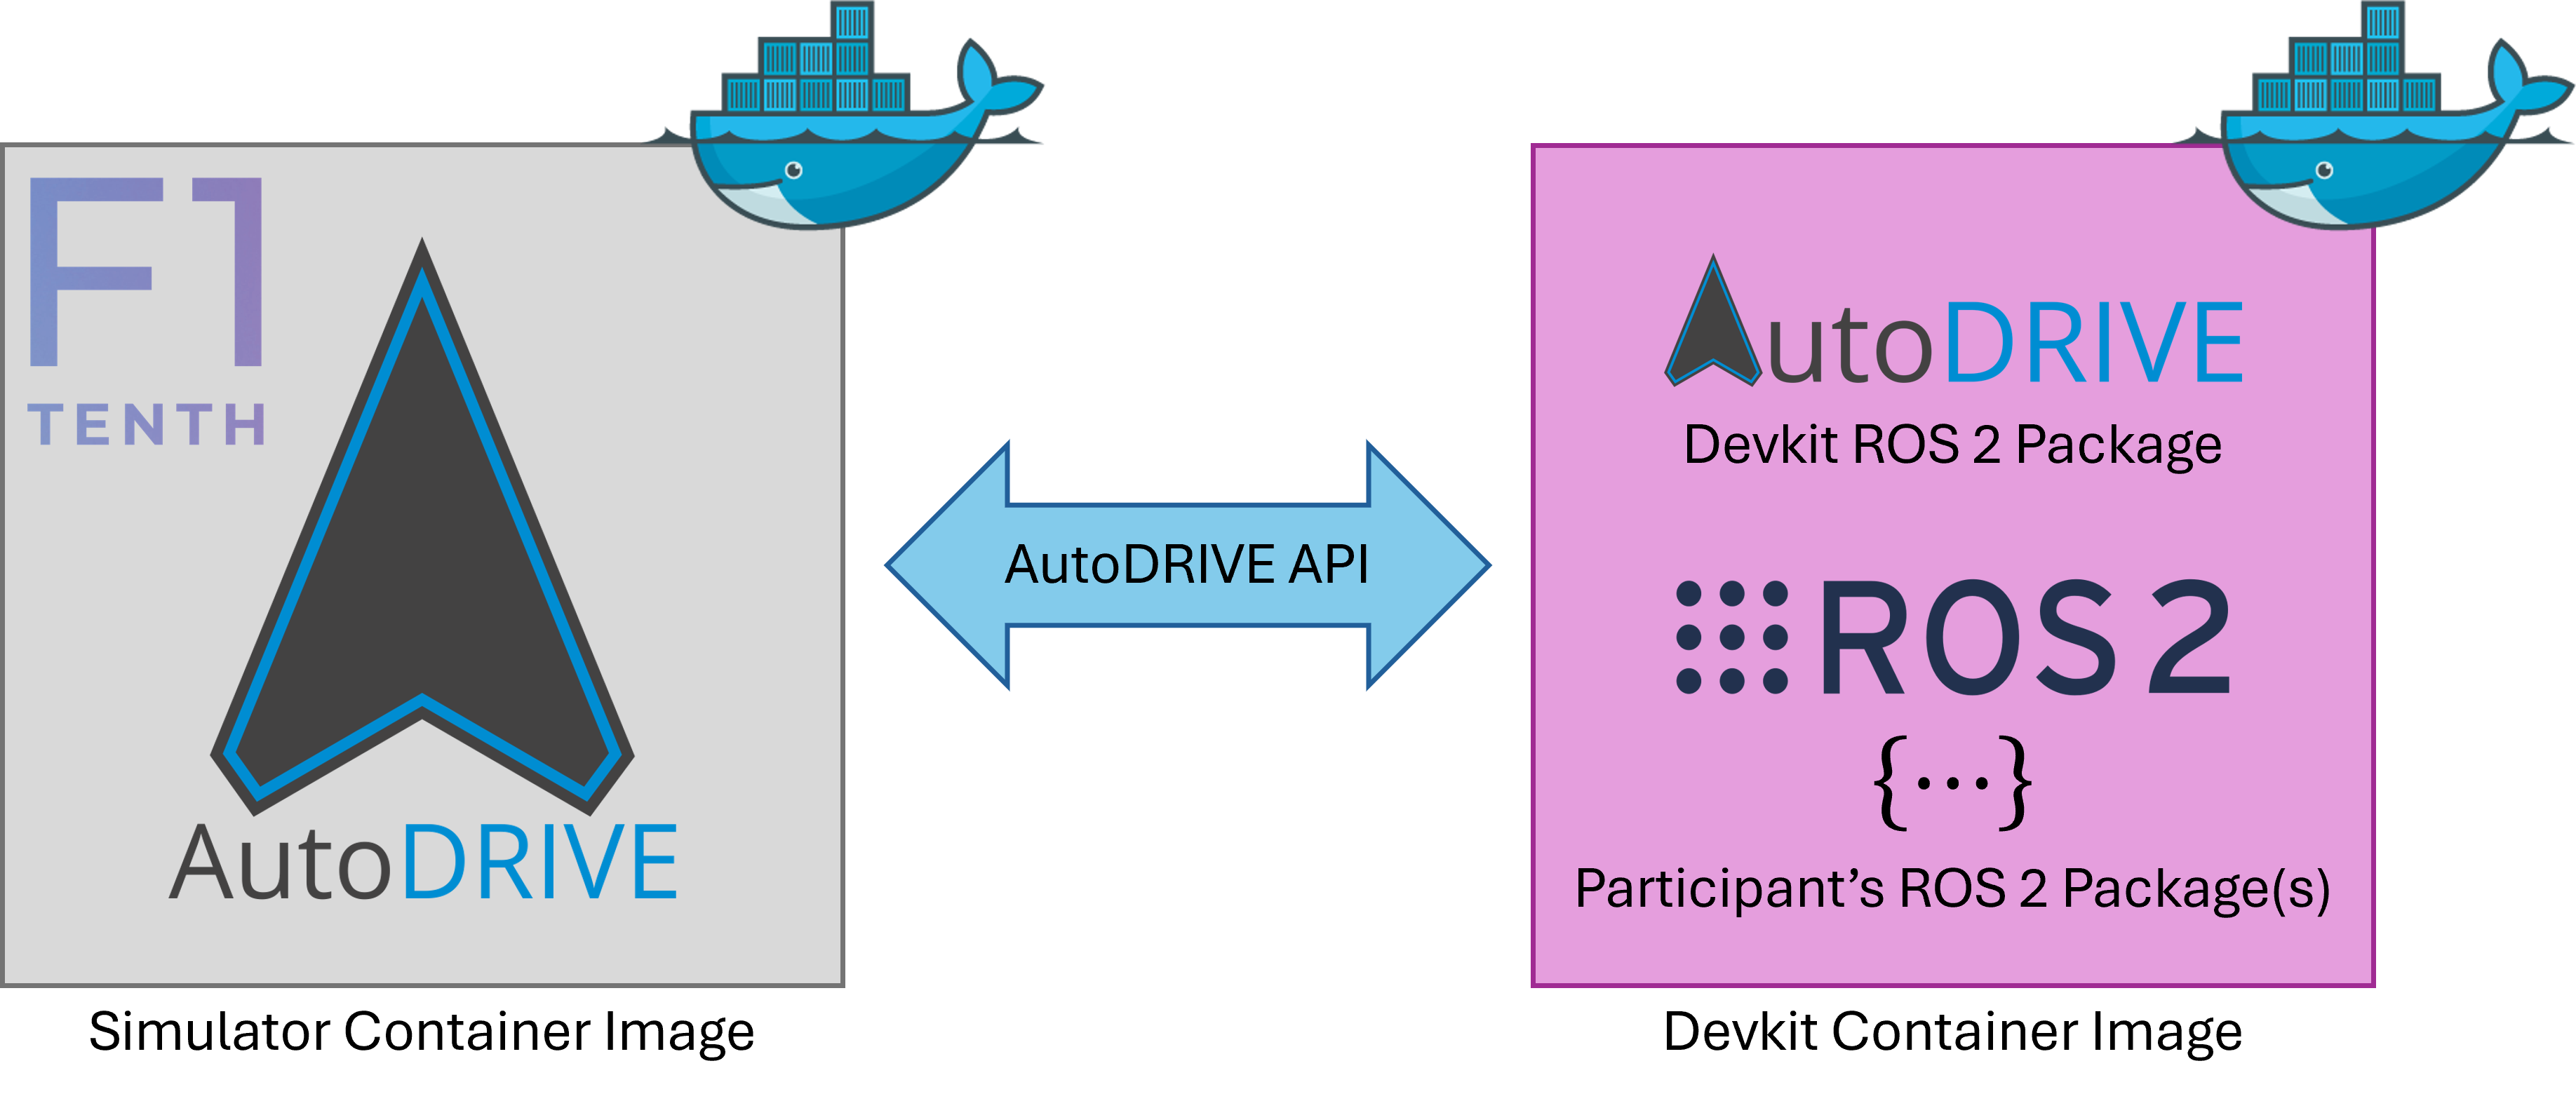 F1
TENTH
AutoDRIVE
Simulator Container Image
AutoDRIVE API
AutoDRIVE
Devkit ROS 2 Package
ROS 2
{···}
Participant’s ROS 2 Package(s)
Devkit Container Image